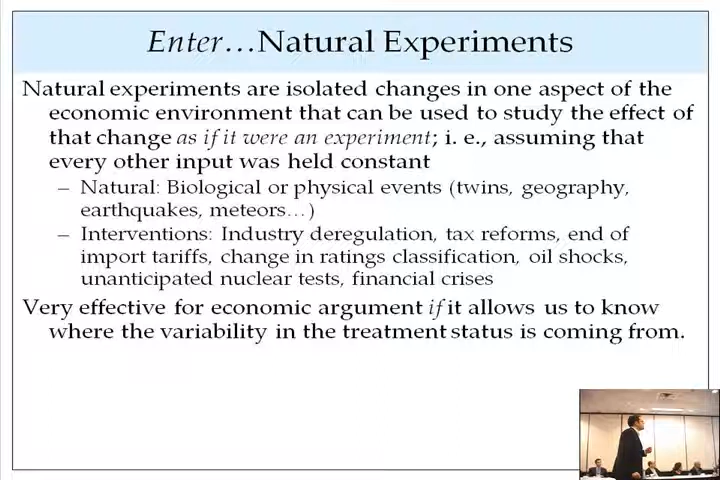 Enter…Natural Experiments
Natural experiments are isolated changes in one aspect of the
economic environment that can be used to study the effect of
that change as if it were an experiment; i. e., assuming that
every other input was held constant
– Natural: Biological or physical events (twins, geography,
earthquakes, meteors…)
– Interventions: Industry deregulation, tax reforms, end of
import tariffs, change in ratings classification, oil shocks,
unanticipated nuclear tests, financial crises
Very effective for economic argument if it allows us to know
where the variability in the treatment status is coming from.